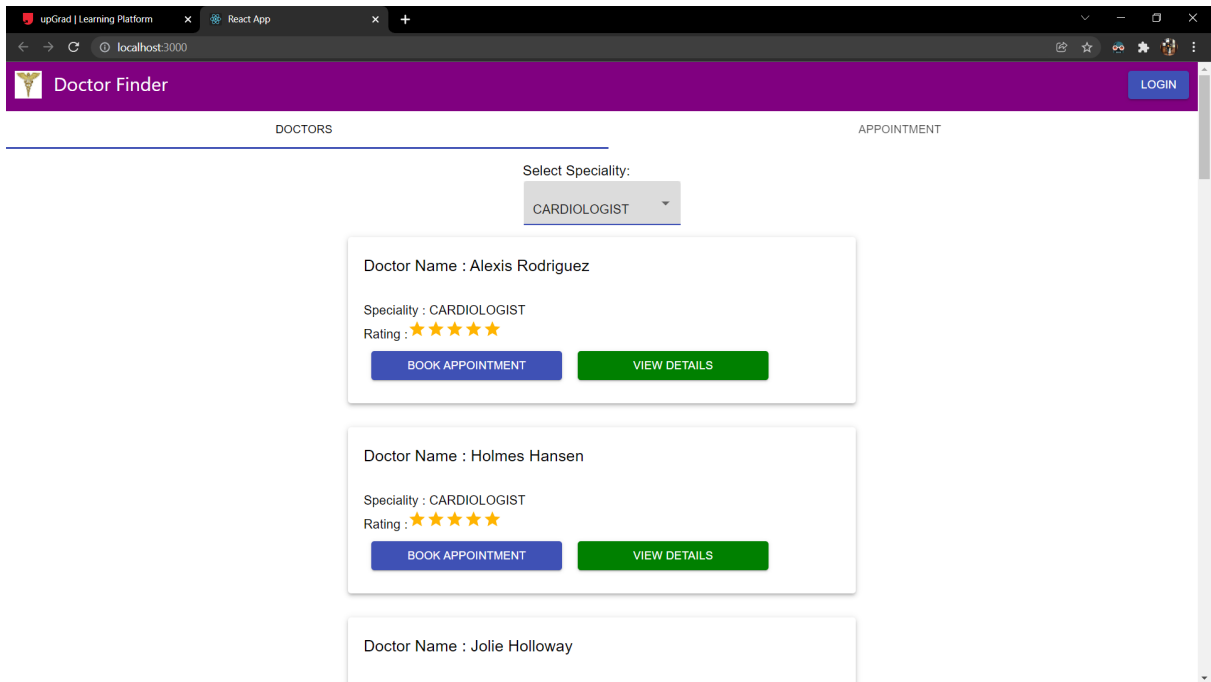 upGrad | Learning Platform React App
localhost:3000
Doctor Finder LOGIN
DOCTORS APPOINTMENT
Select Speciality:
CARDIOLOGIST
Doctor Name : Alexis Rodriguez
Speciality : CARDIOLOGIST
Rating :
BOOK APPOINTMENT VIEW DETAILS
Doctor Name : Holmes Hansen
Speciality : CARDIOLOGIST
Rating :
BOOK APPOINTMENT VIEW DETAILS
Doctor Name : Jolie Holloway